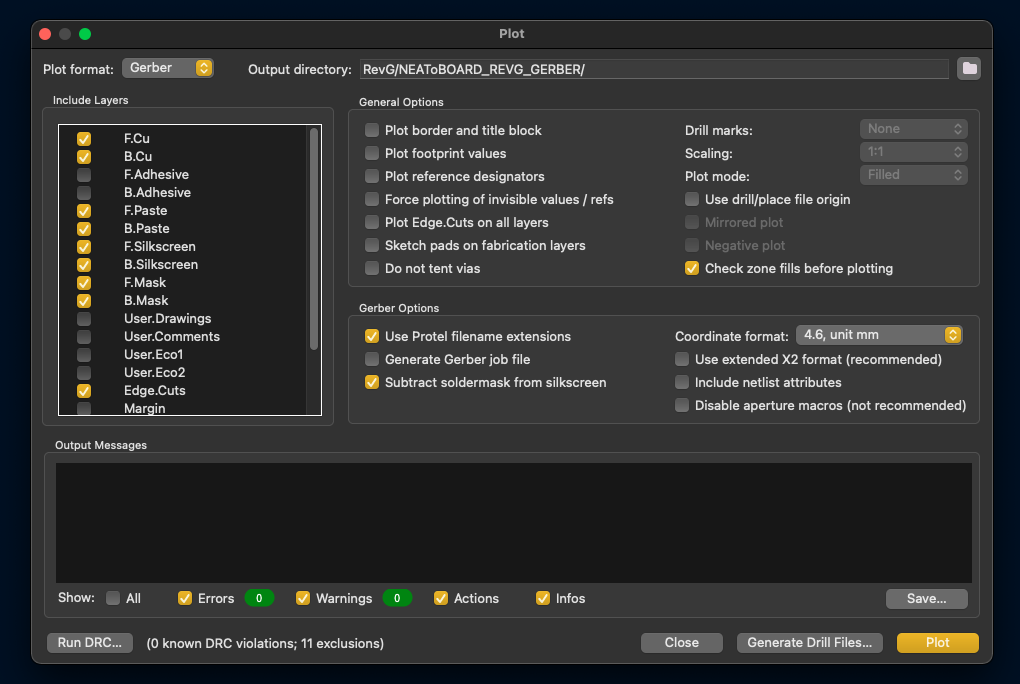 Plot
Plot format: Gerber
Output directory: RevG/NEAToBOARD_REVG_GERBER/
Include Layers
F.Cu
B.Cu
F.Adhesive
B.Adhesive
F.Paste
B.Paste
F.Silkscreen
B.Silkscreen
F.Mask
B.Mask
User.Drawings
User.Comments
User.Eco1
User.Eco2
Edge.Cuts
Margin
General Options
Plot border and title block
Plot footprint values
Plot reference designators
Force plotting of invisible values / refs
Plot Edge.Cuts on all layers
Sketch pads on fabrication layers
Do not tent vias
Drill marks: None
Scaling: 1:1
Plot mode: Filled
Use drill/place file origin
Mirrored plot
Negative plot
Check zone fills before plotting
Gerber Options
Use Protel filename extensions
Generate Gerber job file
Subtract soldermask from silkscreen
Coordinate format: 4.6, unit mm
Use extended X2 format (recommended)
Include netlist attributes
Disable aperture macros (not recommended)
Output Messages
Show: All Errors 0 Warnings 0 Actions Infos Save...
Run DRC... (0 known DRC violations; 11 exclusions) Close Generate Drill Files... Plot